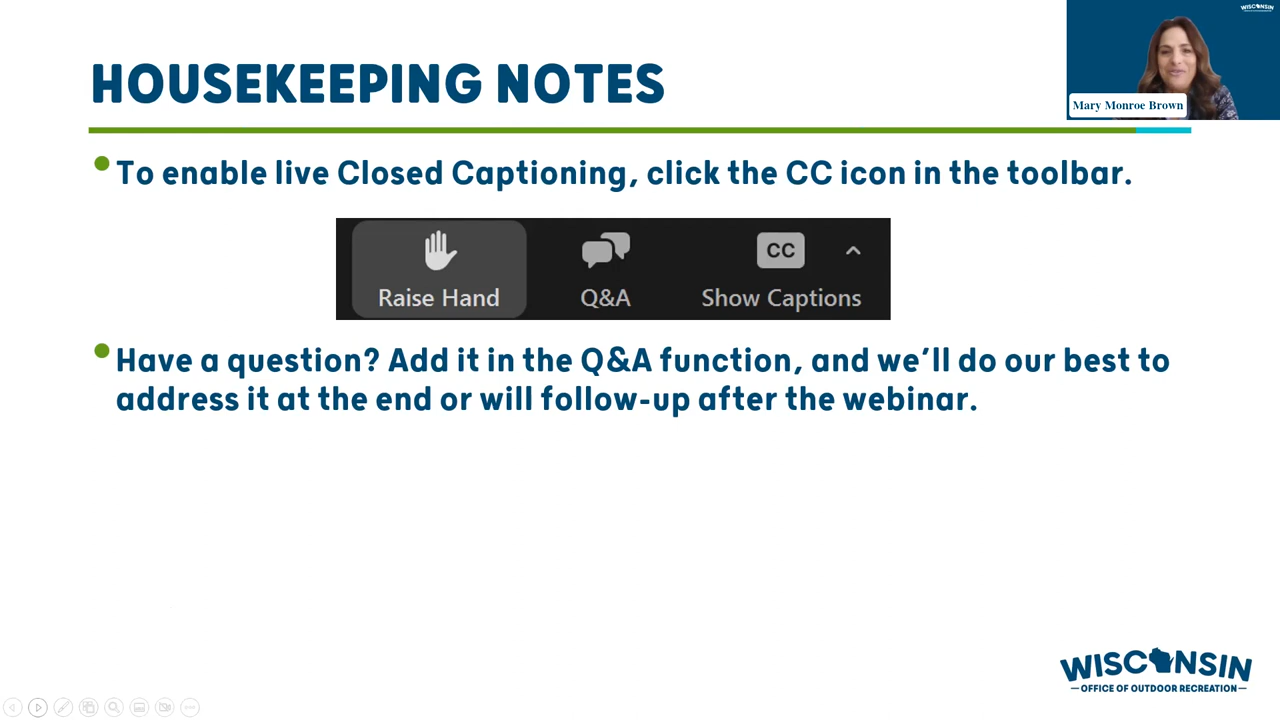 WISCONSIN
HOUSEKEEPING NOTES
Mary Monroe Brown
To enable live Closed Captioning, click the CC icon in the toolbar.
CC
Raise Hand Q&A Show Captions
Have a question? Add it in the Q&A function, and we'll do our best to
address it at the end or will follow-up after the webinar.
WISCONSIN
OFFICE OF OUTDOOR RECREATION